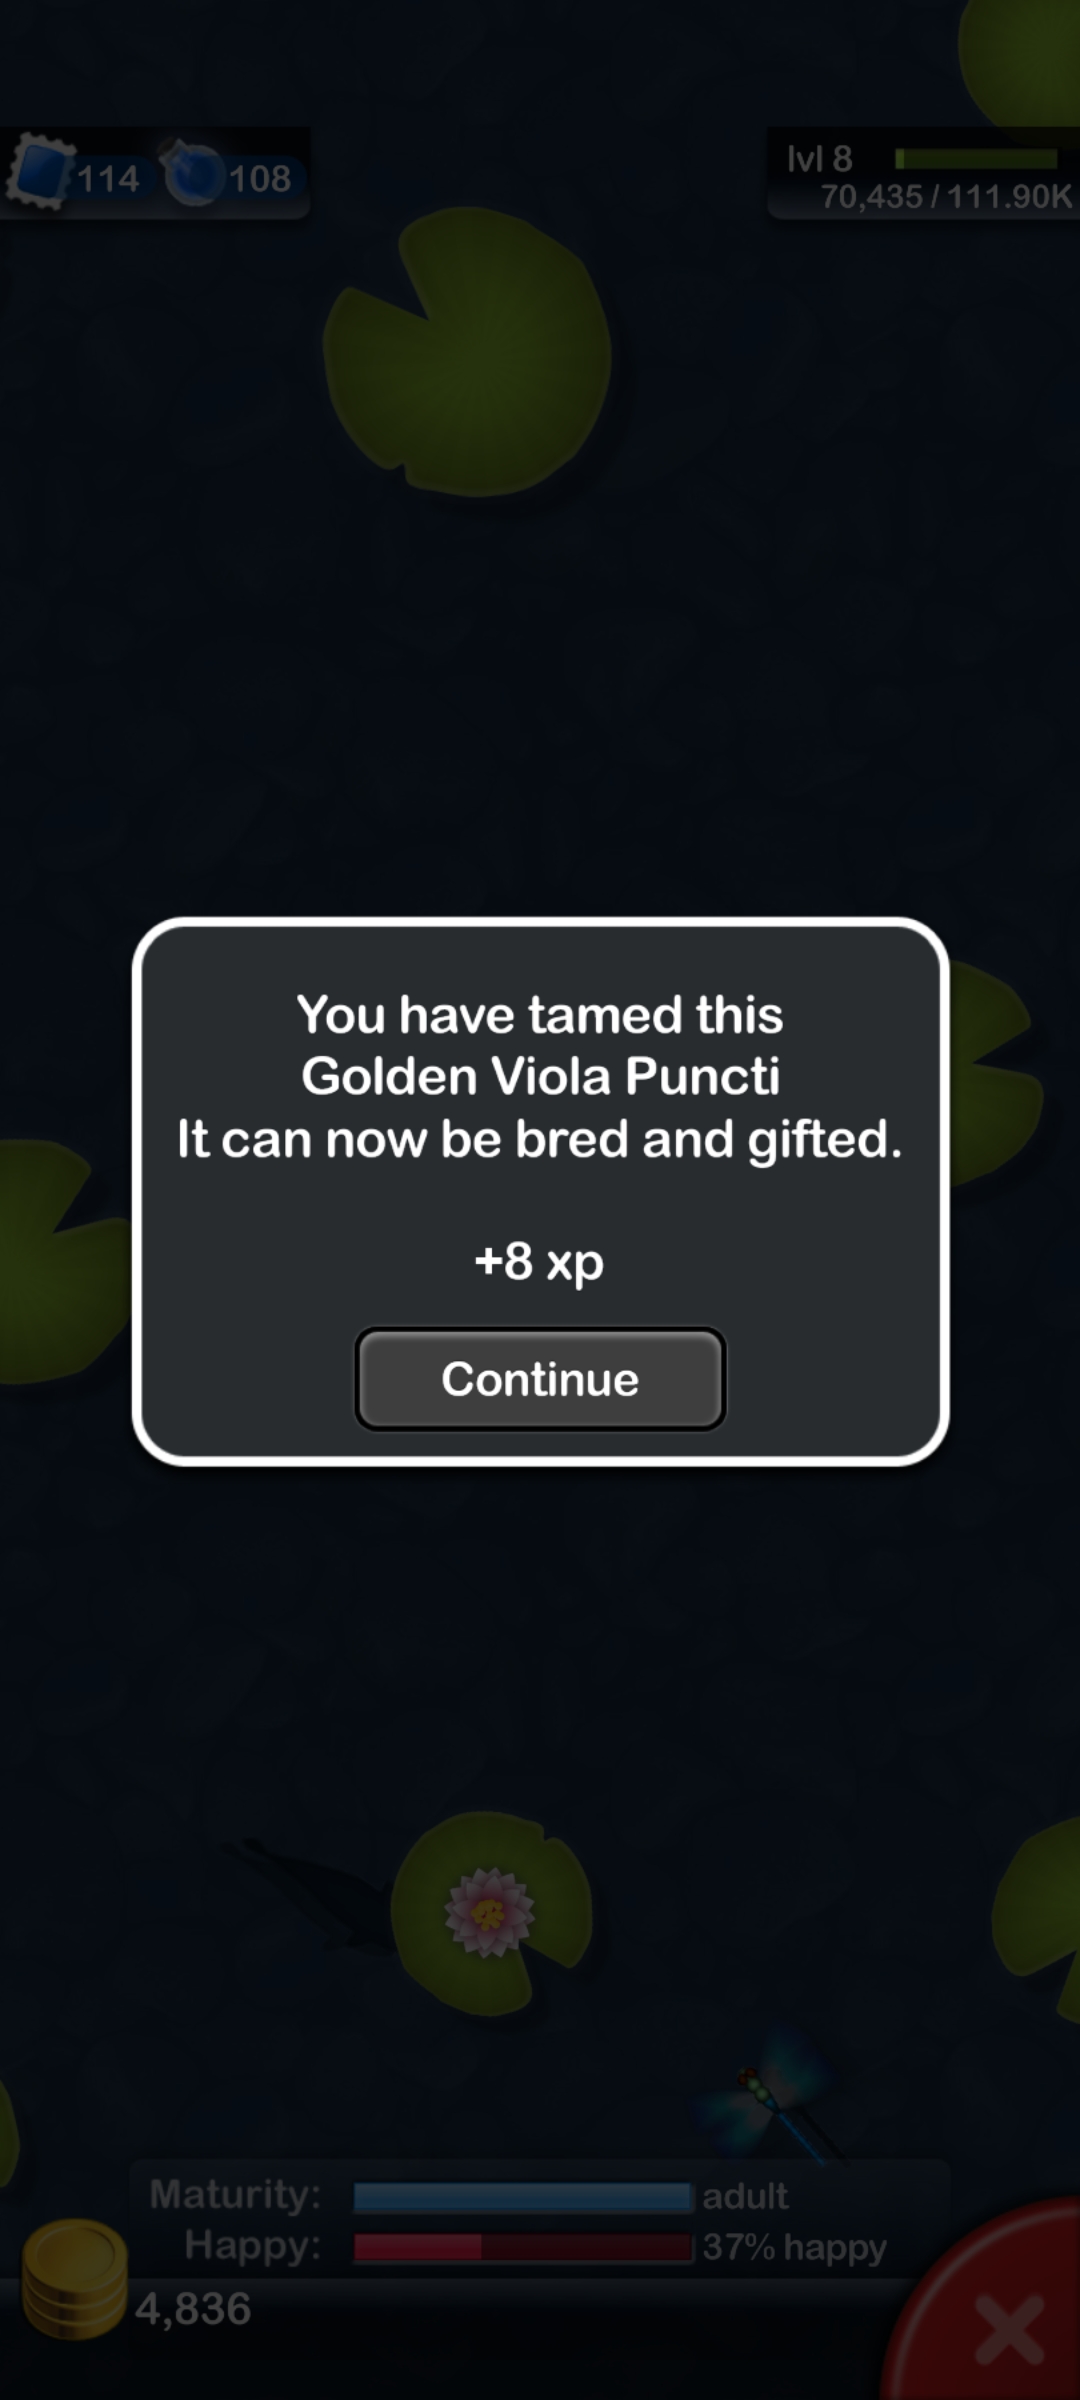 114 108
lvl 8
70,435 / 111.90K
You have tamed this
Golden Viola Puncti
It can now be bred and gifted.
+8 xp
Continue
Maturity: adult
Happy: 37% happy
4,836